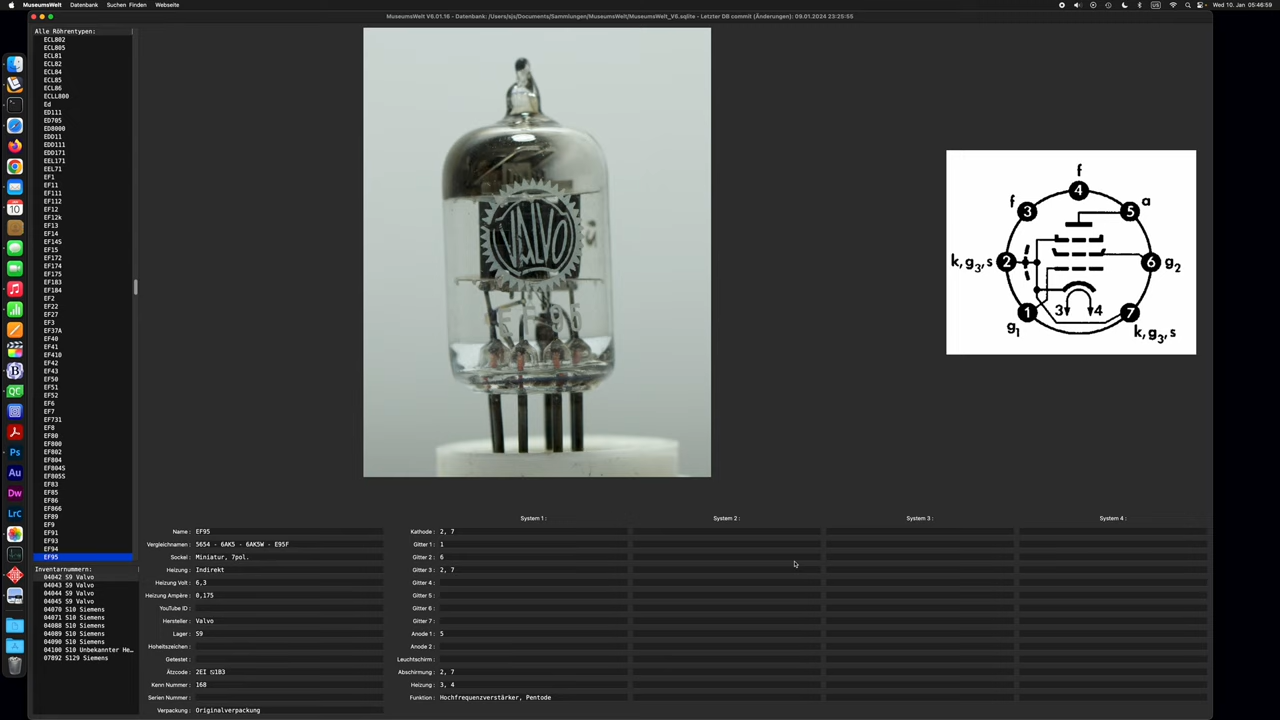 MuseumsWelt Datenbank Suchen Finden Webseite
US
Wed 10. Jan 05:46:59
MuseumsWelt V6.01.16 - Datenbank: /Users/sjs/Documents/Sammlungen/MuseumsWelt/MuseumsWelt_V6.sqlite - Letzter DB commit (Änderungen): 09.01.2024 23:25:55
Alle Röhrentypen:
ECL802
ECL805
ECL81
ECL82
ECL84
ECL85
ECL86
ECLL800
Ed
ED111
ED705
ED8000
EDD11
EDD111
EDD171
EEL171
EEL71
EF1
EF11
EF111
EF112
EF12
EF12k
EF13
EF14
EF14S
EF15
EF172
EF174
EF175
EF183
EF184
EF2
EF22
EF27
EF3
EF37A
EF40
EF41
EF410
EF42
EF43
EF50
EF51
EF52
EF6
EF7
EF731
EF8
EF80
EF800
EF802
EF804
EF804S
EF805S
EF83
EF85
EF86
EF866
EF89
EF9
EF91
EF93
EF94
EF95
Inventarnummern:
04042 S9 Valvo
04043 S9 Valvo
04044 S9 Valvo
04045 S9 Valvo
04070 S10 Siemens
04071 S10 Siemens
04088 S10 Siemens
04089 S10 Siemens
04090 S10 Siemens
04100 S10 Unbekannter He…
07892 S129 Siemens
VALVO
EF 95
f
4
f
3
5
a
k,g3,s
2
6
g2
3
4
1
7
g1
k,g3,s
System 1 :
System 2 :
System 3 :
System 4 :
Name : EF95
Vergleichnamen : 5654 - 6AK5 - 6AK5W - E95F
Sockel : Miniatur, 7pol.
Heizung : Indirekt
Heizung Volt : 6,3
Heizung Ampère : 0,175
YouTube ID :
Hersteller : Valvo
Lager : S9
Hoheitszeichen :
Getestet :
Ätzcode : 2EI ≤1B3
Kenn Nummer : 168
Serien Nummer :
Verpackung : Originalverpackung
Kathode : 2, 7
Gitter 1 : 1
Gitter 2 : 6
Gitter 3 : 2, 7
Gitter 4 :
Gitter 5 :
Gitter 6 :
Gitter 7 :
Anode 1 : 5
Anode 2 :
Leuchtschirm :
Abschirmung : 2, 7
Heizung : 3, 4
Funktion : Hochfrequenzverstärker, Pentode